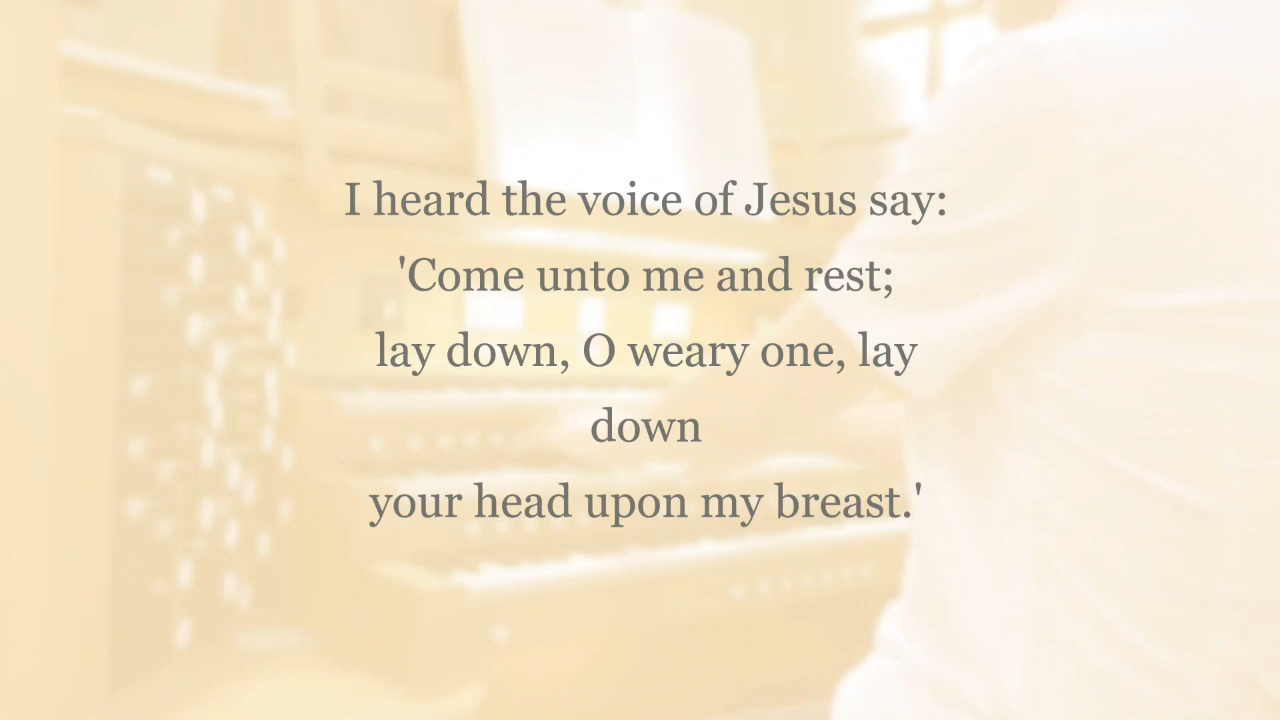 I heard the voice of Jesus say:
'Come unto me and rest;
lay down, O weary one, lay
down
your head upon my breast.'